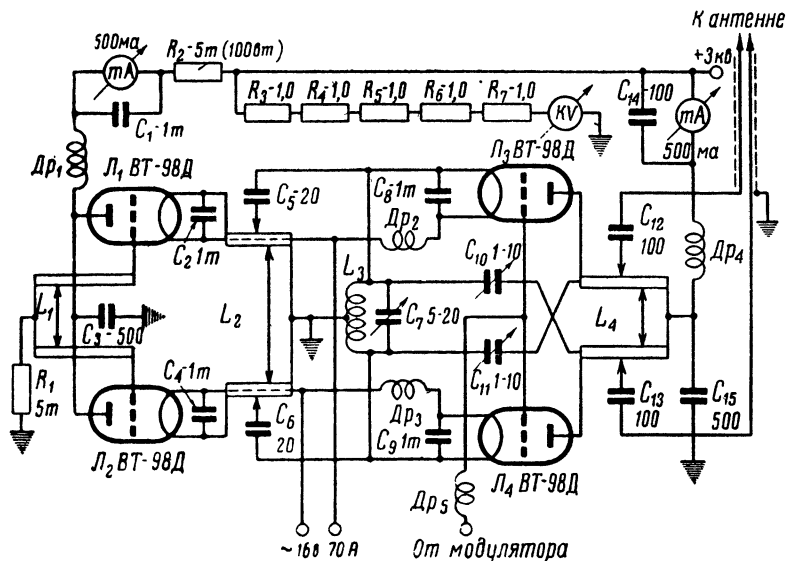 К антенне
500ма
mA
R₂-5т (100вт)
+3кв
R₃-1,0 R₄-1,0 R₅-1,0 R₆-1,0 R₇-1,0
KV
C₁₄-100
mA
500 ма
C₁-1т
Др₁
Л₁ ВТ-98Д
Л₃ ВТ-98Д
C₅-20
C₈-1т
C₂ 1т
Др₂
C₁₂
100
Др₄
L₃
C₁₀ 1-10
L₁
C₃-500
L₂
C₇ 5-20
L₄
R₁
5т
C₄-1т
C₁₁ 1-10
C₆
20
Др₃
C₉ 1т
C₁₃
100
C₁₅
500
Л₂ ВТ-98Д
Л₄ ВТ-98Д
Др₅
~16в 70А
От модулятора